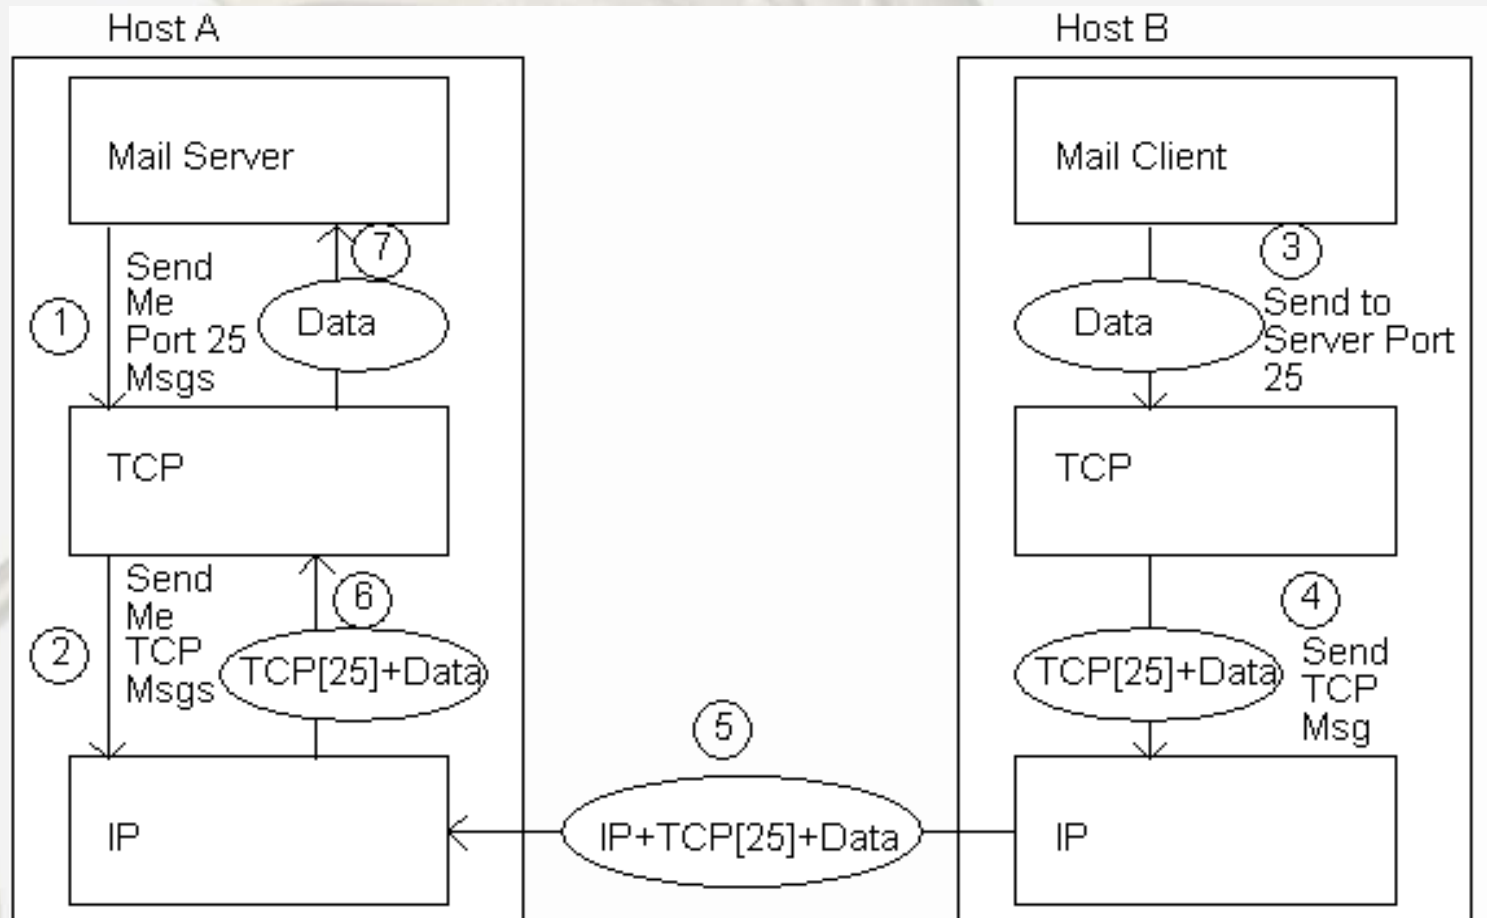 Host A
Host B
Mail Server
Mail Client
1
Send
Me
Port 25
Msgs
7
Data
3
Data
Send to
Server Port
25
TCP
TCP
2
Send
Me
TCP
Msgs
6
TCP[25]+Data
4
TCP[25]+Data
Send
TCP
Msg
5
IP
IP+TCP[25]+Data
IP